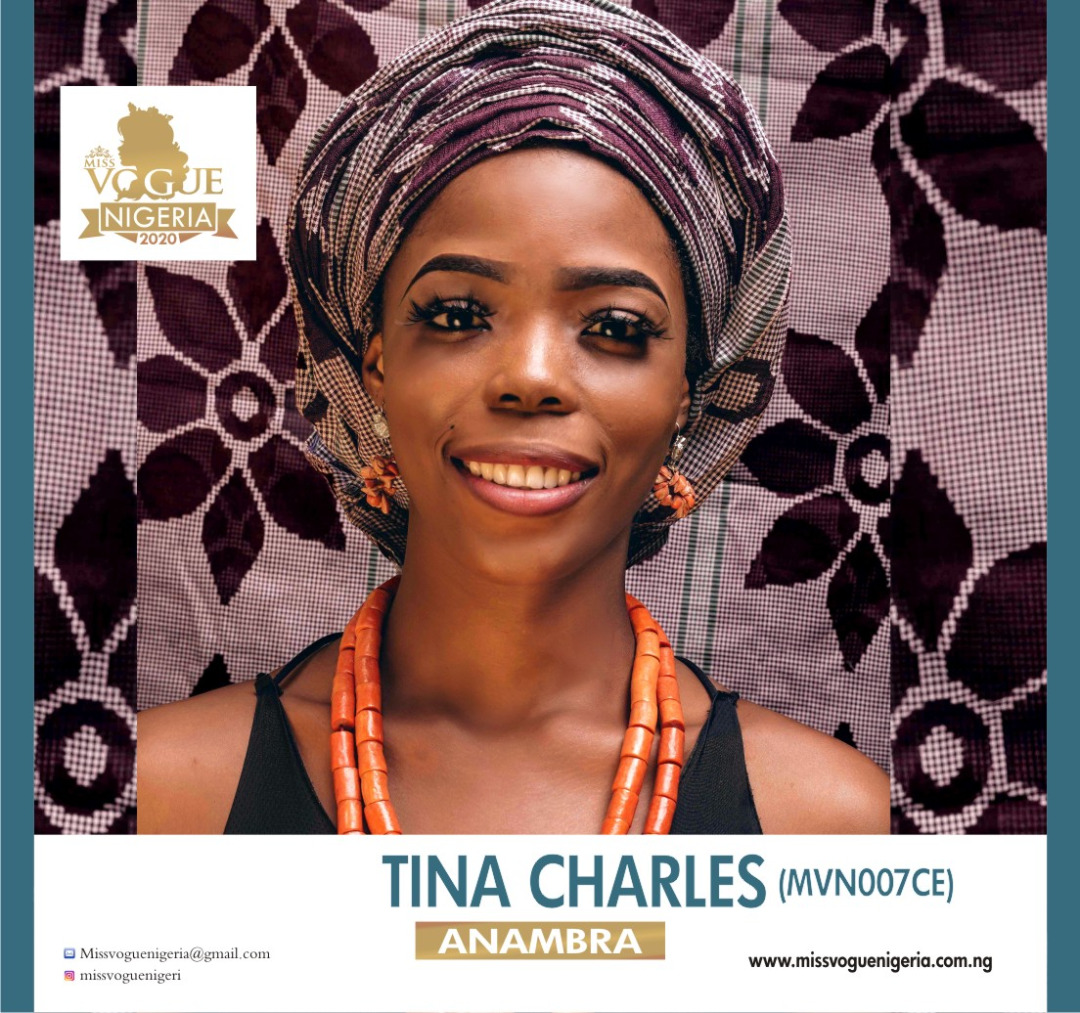 MISS
VOGUE
NIGERIA
2020
TINA CHARLES (MVN007CE)
ANAMBRA
Missvoguenigeria@gmail.com
missvoguenigeri
www.missvoguenigeria.com.ng